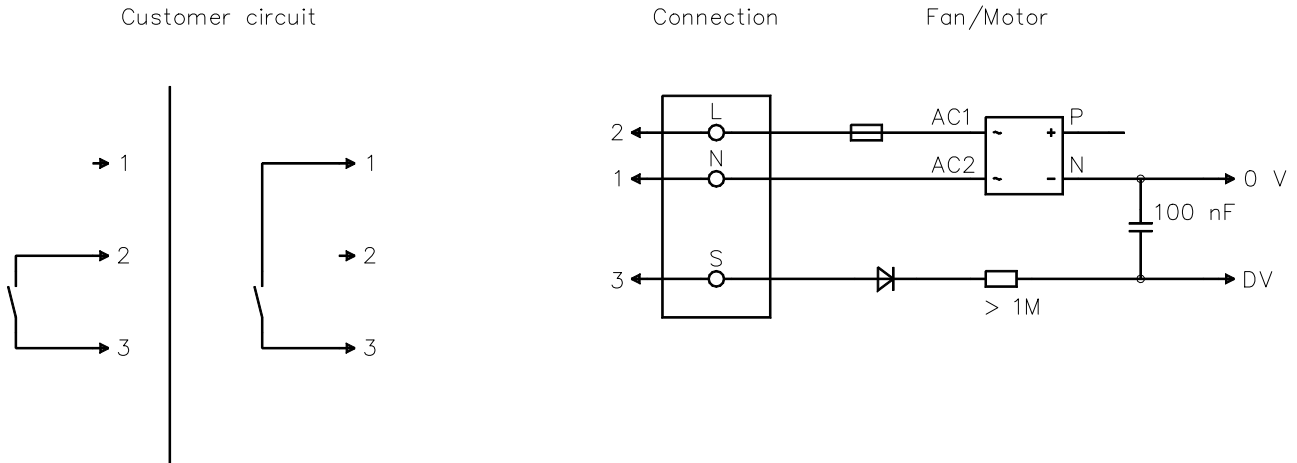 Customer circuit
Connection
Fan/Motor
1
2
3
1
2
3
2
1
3
L
N
S
AC1
AC2
~
~
+
-
P
N
0 V
100 nF
DV
> 1M